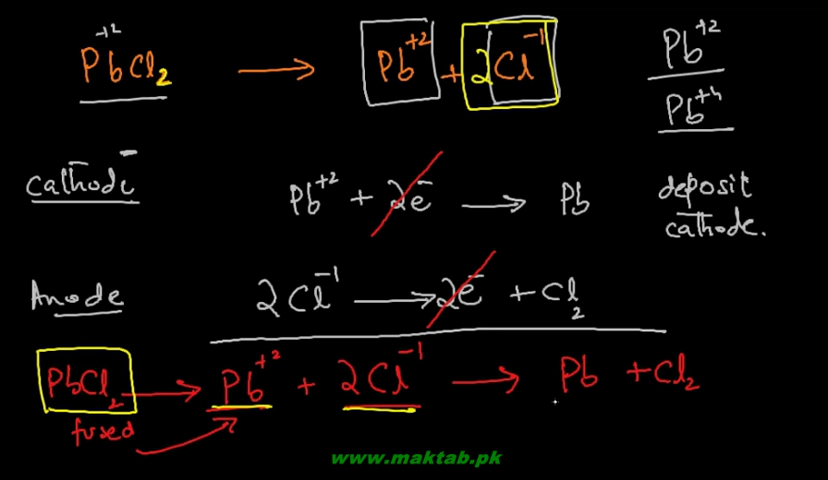 PbCl₂ (+2) → Pb⁺² + 2Cl⁻¹ Pb⁺²
Pb⁺⁴
Cathode⁻ Pb⁺² + 2e⁻ → Pb deposit
cathode.
Anode 2Cl⁻¹ → 2e⁻ + Cl₂
PbCl₂ → Pb⁺² + 2Cl⁻¹ → Pb + Cl₂
fused
www.maktab.pk